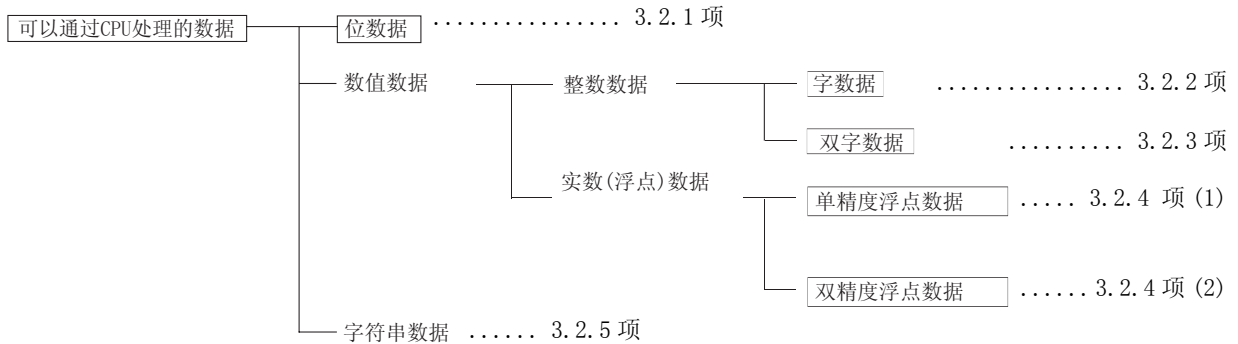 可以通过CPU处理的数据 位数据 ................ 3.2.1 项
数值数据 整数数据 字数据 ................ 3.2.2 项
双字数据 .......... 3.2.3 项
实数(浮点)数据
单精度浮点数据 ..... 3.2.4 项 (1)
双精度浮点数据 ...... 3.2.4 项 (2)
字符串数据 ...... 3.2.5 项